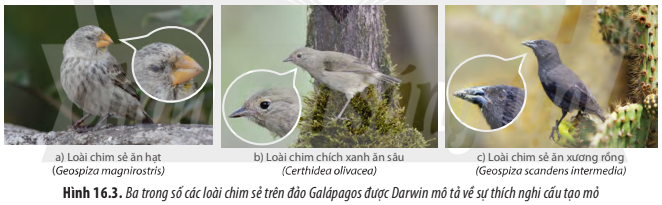 a) Loài chim sẻ ăn hạt
(Geospiza magnirostris)
b) Loài chim chích xanh ăn sâu
(Certhidea olivacea)
c) Loài chim sẻ ăn xương rồng
(Geospiza scandens intermedia)
Hình 16.3. Ba trong số các loài chim sẻ trên đảo Galápagos được Darwin mô tả về sự thích nghi cấu tạo mỏ